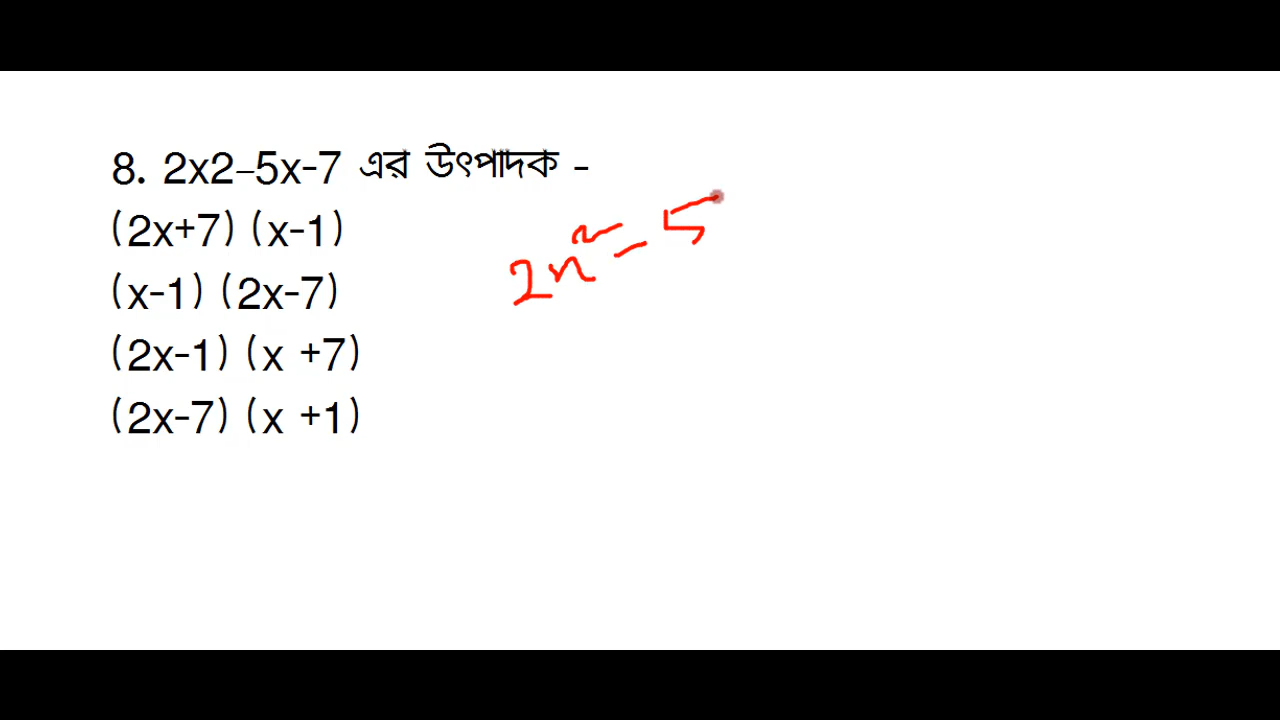 8. 2x2–5x-7 এর উৎপাদক -
(2x+7) (x-1)
(x-1) (2x-7)
(2x-1) (x +7)
(2x-7) (x +1)
2x² - 5